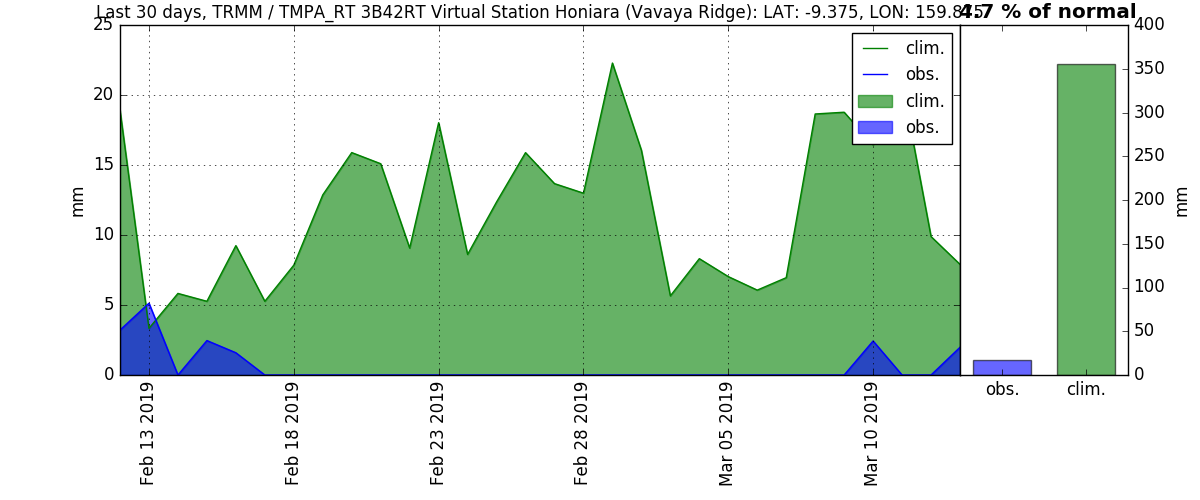 Last 30 days, TRMM / TMPA_RT 3B42RT Virtual Station Honiara (Vavaya Ridge): LAT: -9.375, LON: 159.875
4.7 % of normal
25
20
15
10
5
0
mm
clim.
obs.
clim.
obs.
Feb 13 2019
Feb 18 2019
Feb 23 2019
Feb 28 2019
Mar 05 2019
Mar 10 2019
400
350
300
250
200
150
100
50
0
mm
obs.
clim.